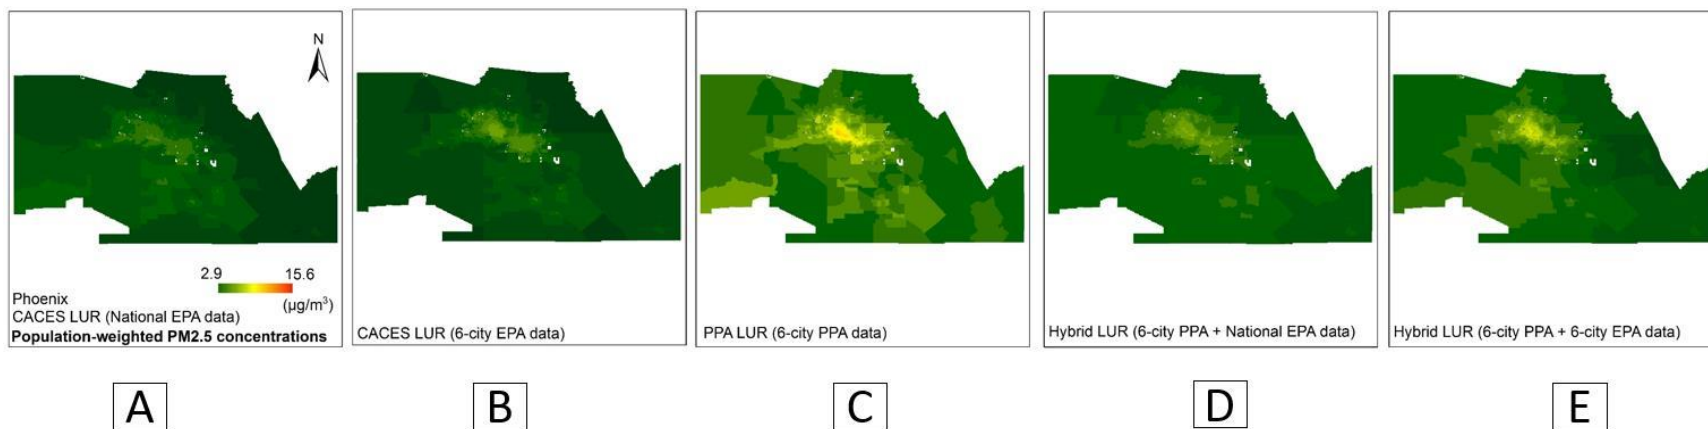 N
2.9 15.6
(µg/m³)
Phoenix
CACES LUR (National EPA data)
Population-weighted PM2.5 concentrations
CACES LUR (6-city EPA data)
PPA LUR (6-city PPA data)
Hybrid LUR (6-city PPA + National EPA data)
Hybrid LUR (6-city PPA + 6-city EPA data)
A
B
C
D
E